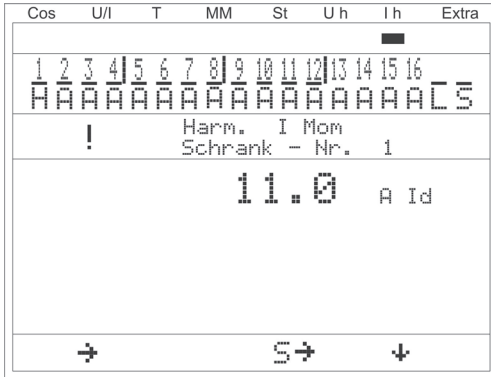 Cos U/I T MM St U h I h Extra
1 2 3 4 5 6 7 8 9 10 11 12 13 14 15 16
H A A A A A A A A A A A A A A A L S
! Harm. I Mom
Schrank - Nr. 1
11.0 A Id
→ S→ ↓